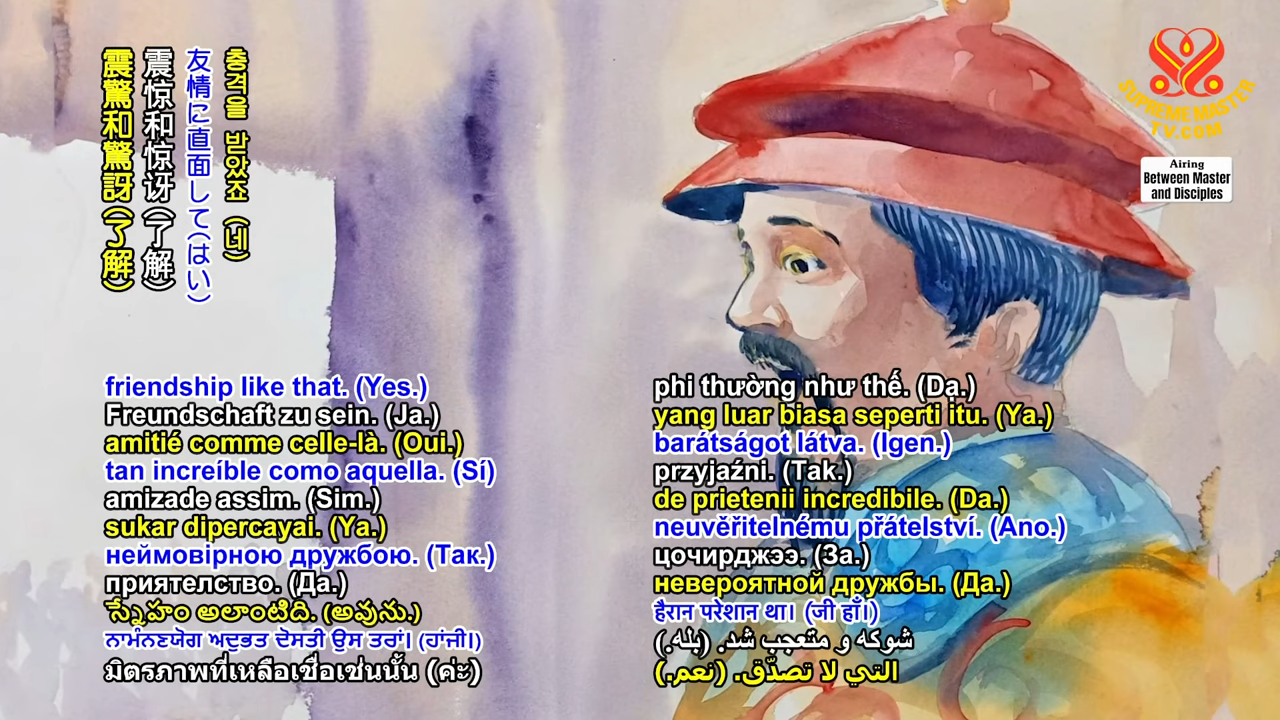 震驚和驚訝(了解)
震惊和惊讶(了解)
友情に直面して(はい)
충격을 받았죠 (네)
SUPREME MASTER
TV.COM
Airing
Between Master
and Disciples
friendship like that. (Yes.)
Freundschaft zu sein. (Ja.)
amitié comme celle-là. (Oui.)
tan increíble como aquella. (Sí)
amizade assim. (Sim.)
sukar dipercayai. (Ya.)
неймовірною дружбою. (Так.)
приятелство. (Да.)
స్నేహం అలాంటిది. (అవును.)
ਨਾਮੰਨਣਯੋਗ ਅਦਭੁਤ ਦੋਸਤੀ ਉਸ ਤਰਾਂ। (ਹਾਂਜੀ।)
มิตรภาพที่เหลือเชื่อเช่นนั้น (ค่ะ)
phi thường như thế. (Dạ.)
yang luar biasa seperti itu. (Ya.)
barátságot látva. (Igen.)
przyjaźni. (Tak.)
de prietenii incredibile. (Da.)
neuvěřitelnému přátelství. (Ano.)
цочирджээ. (За.)
невероятной дружбы. (Да.)
हैरान परेशान था। (जी हाँ।)
شوکه و متعجب شد. (بله.)
التي لا تصدّق. (نعم.)